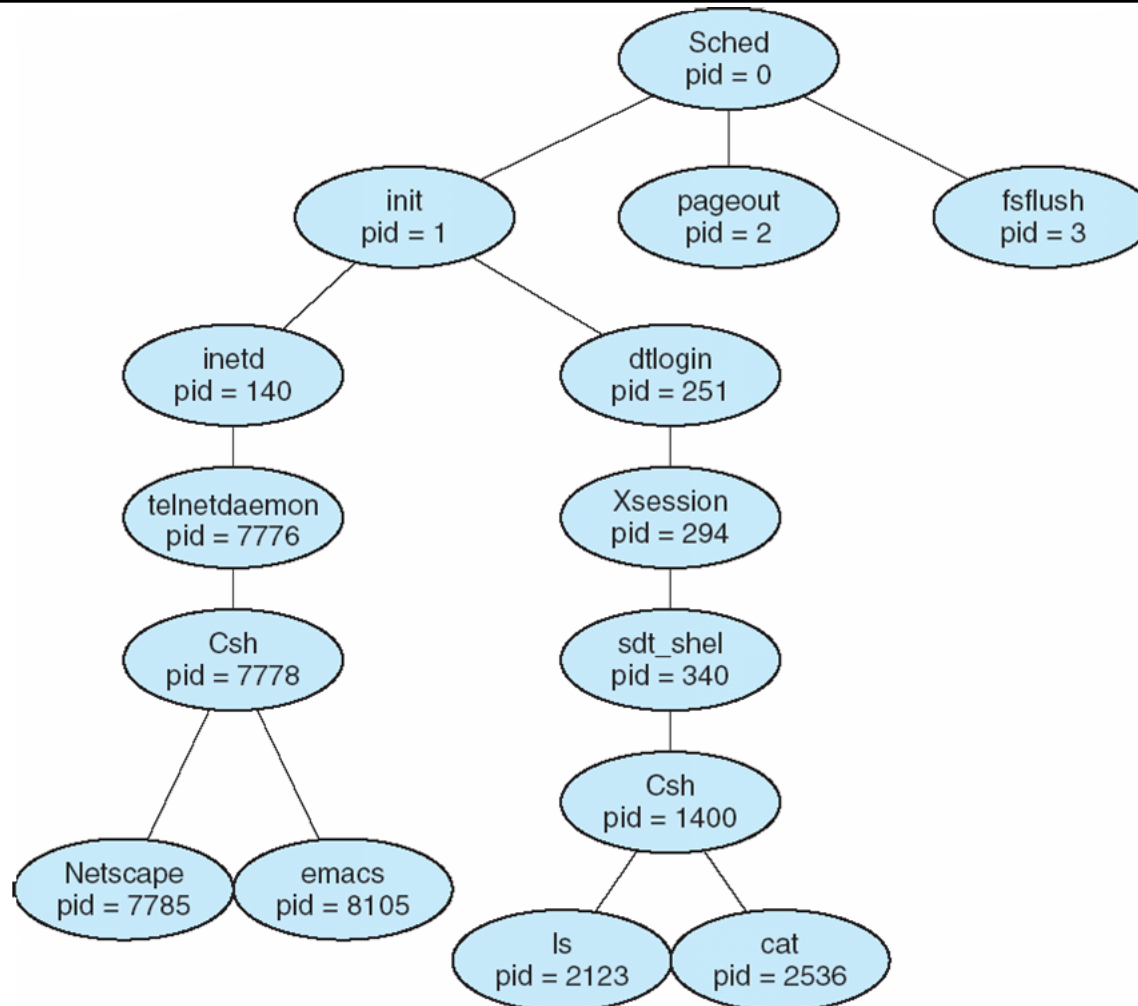 Sched
pid = 0
init
pid = 1
pageout
pid = 2
fsflush
pid = 3
inetd
pid = 140
dtlogin
pid = 251
telnetdaemon
pid = 7776
Xsession
pid = 294
Csh
pid = 7778
sdt_shel
pid = 340
Csh
pid = 1400
Netscape
pid = 7785
emacs
pid = 8105
ls
pid = 2123
cat
pid = 2536